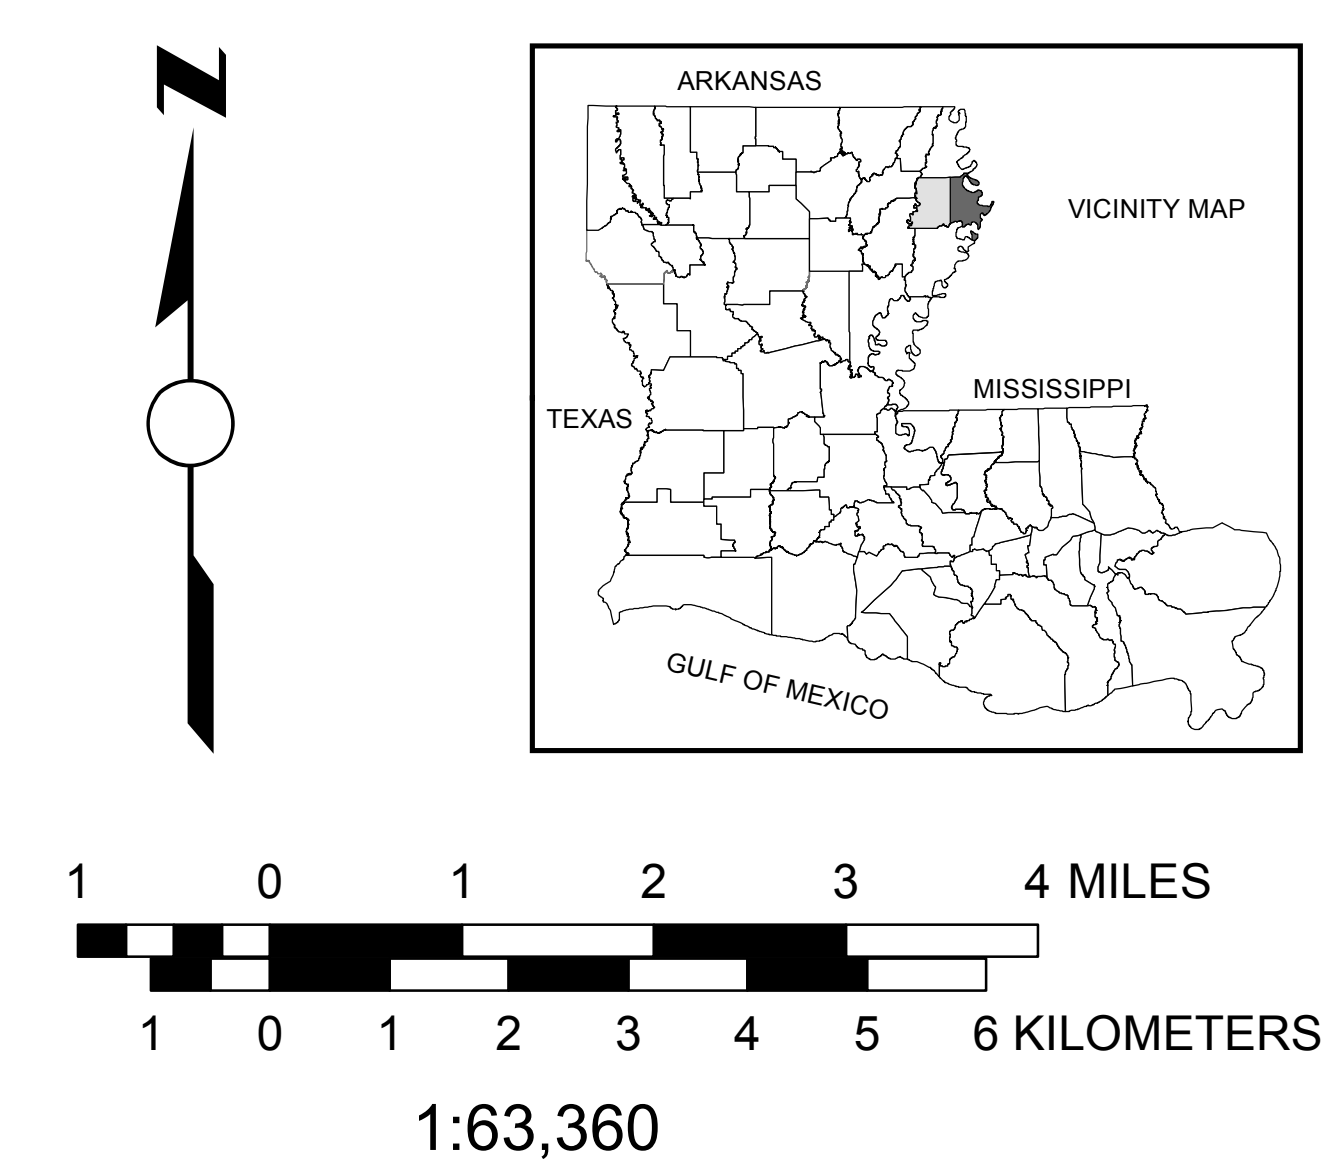 N
ARKANSAS
VICINITY MAP
MISSISSIPPI
TEXAS
GULF OF MEXICO
1 0 1 2 3 4 MILES
1 0 1 2 3 4 5 6 KILOMETERS
1:63,360